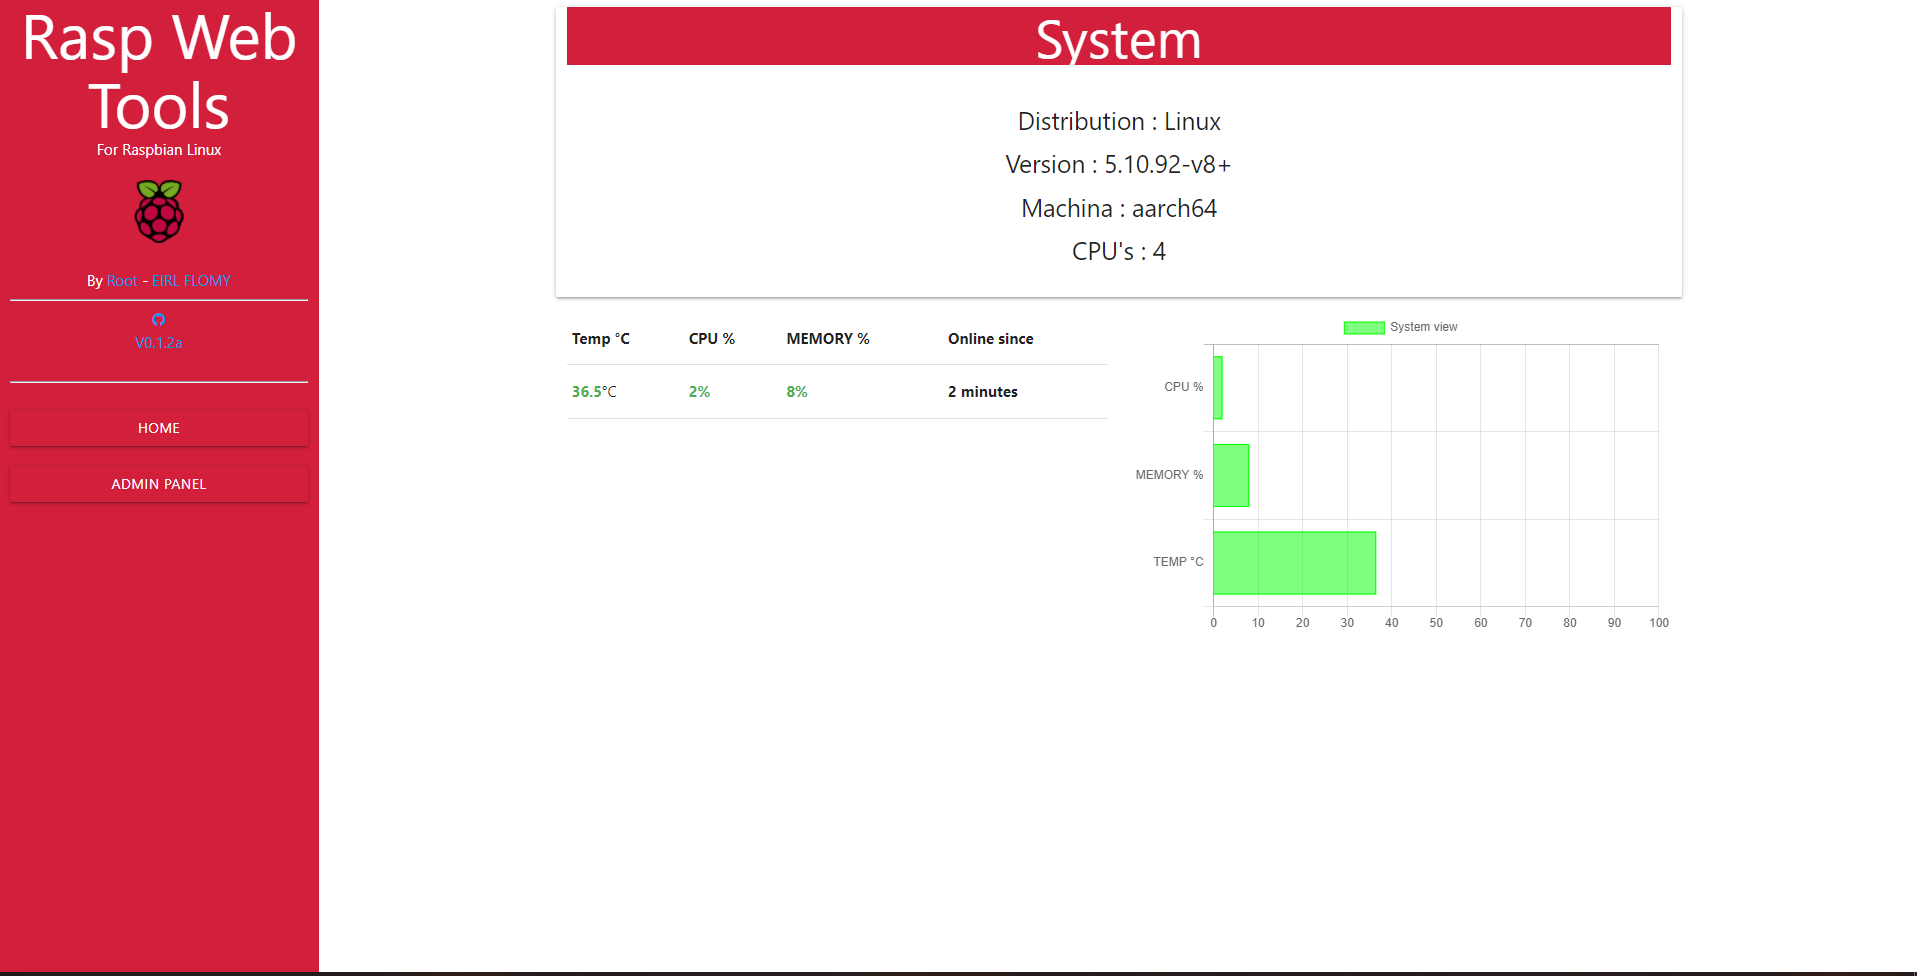 Rasp Web
Tools
For Raspbian Linux
By Root - EIRL FLOMY
V0.1.2a
HOME
ADMIN PANEL
System
Distribution : Linux
Version : 5.10.92-v8+
Machina : aarch64
CPU's : 4
Temp °C CPU % MEMORY % Online since
36.5°C 2% 8% 2 minutes
System view
CPU %
MEMORY %
TEMP °C
0 10 20 30 40 50 60 70 80 90 100